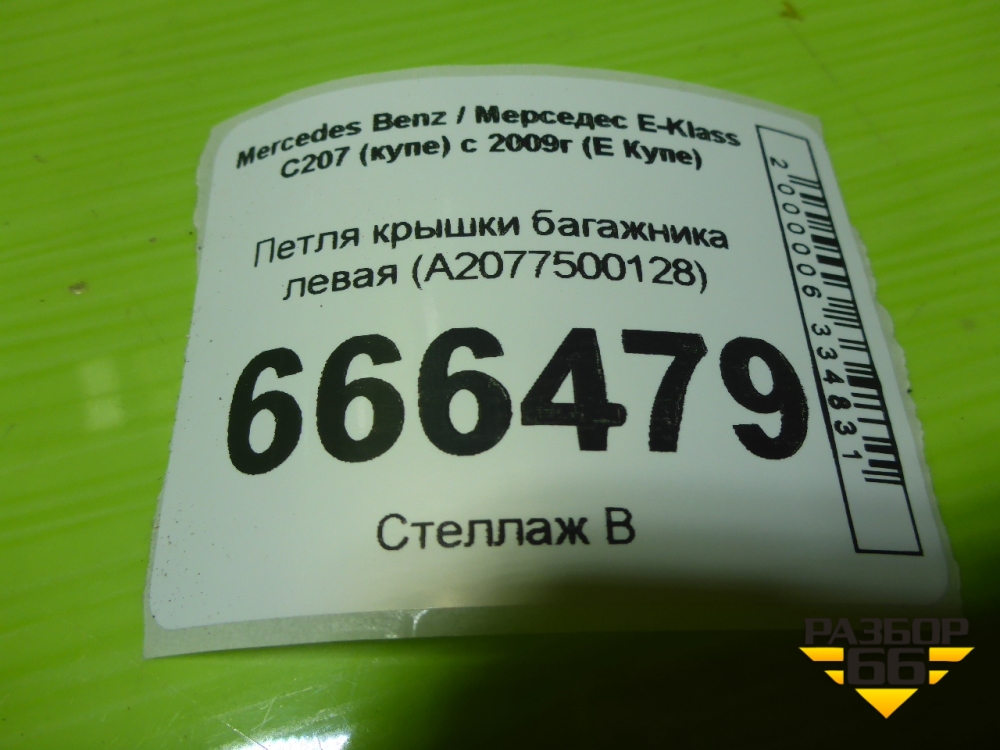 Mercedes Benz / Мерседес E-Klass
C207 (купе) с 2009г (Е Купе)
Петля крышки багажника
левая (A2077500128)
666479
Стеллаж В
2000006334831
РАЗБОР
66